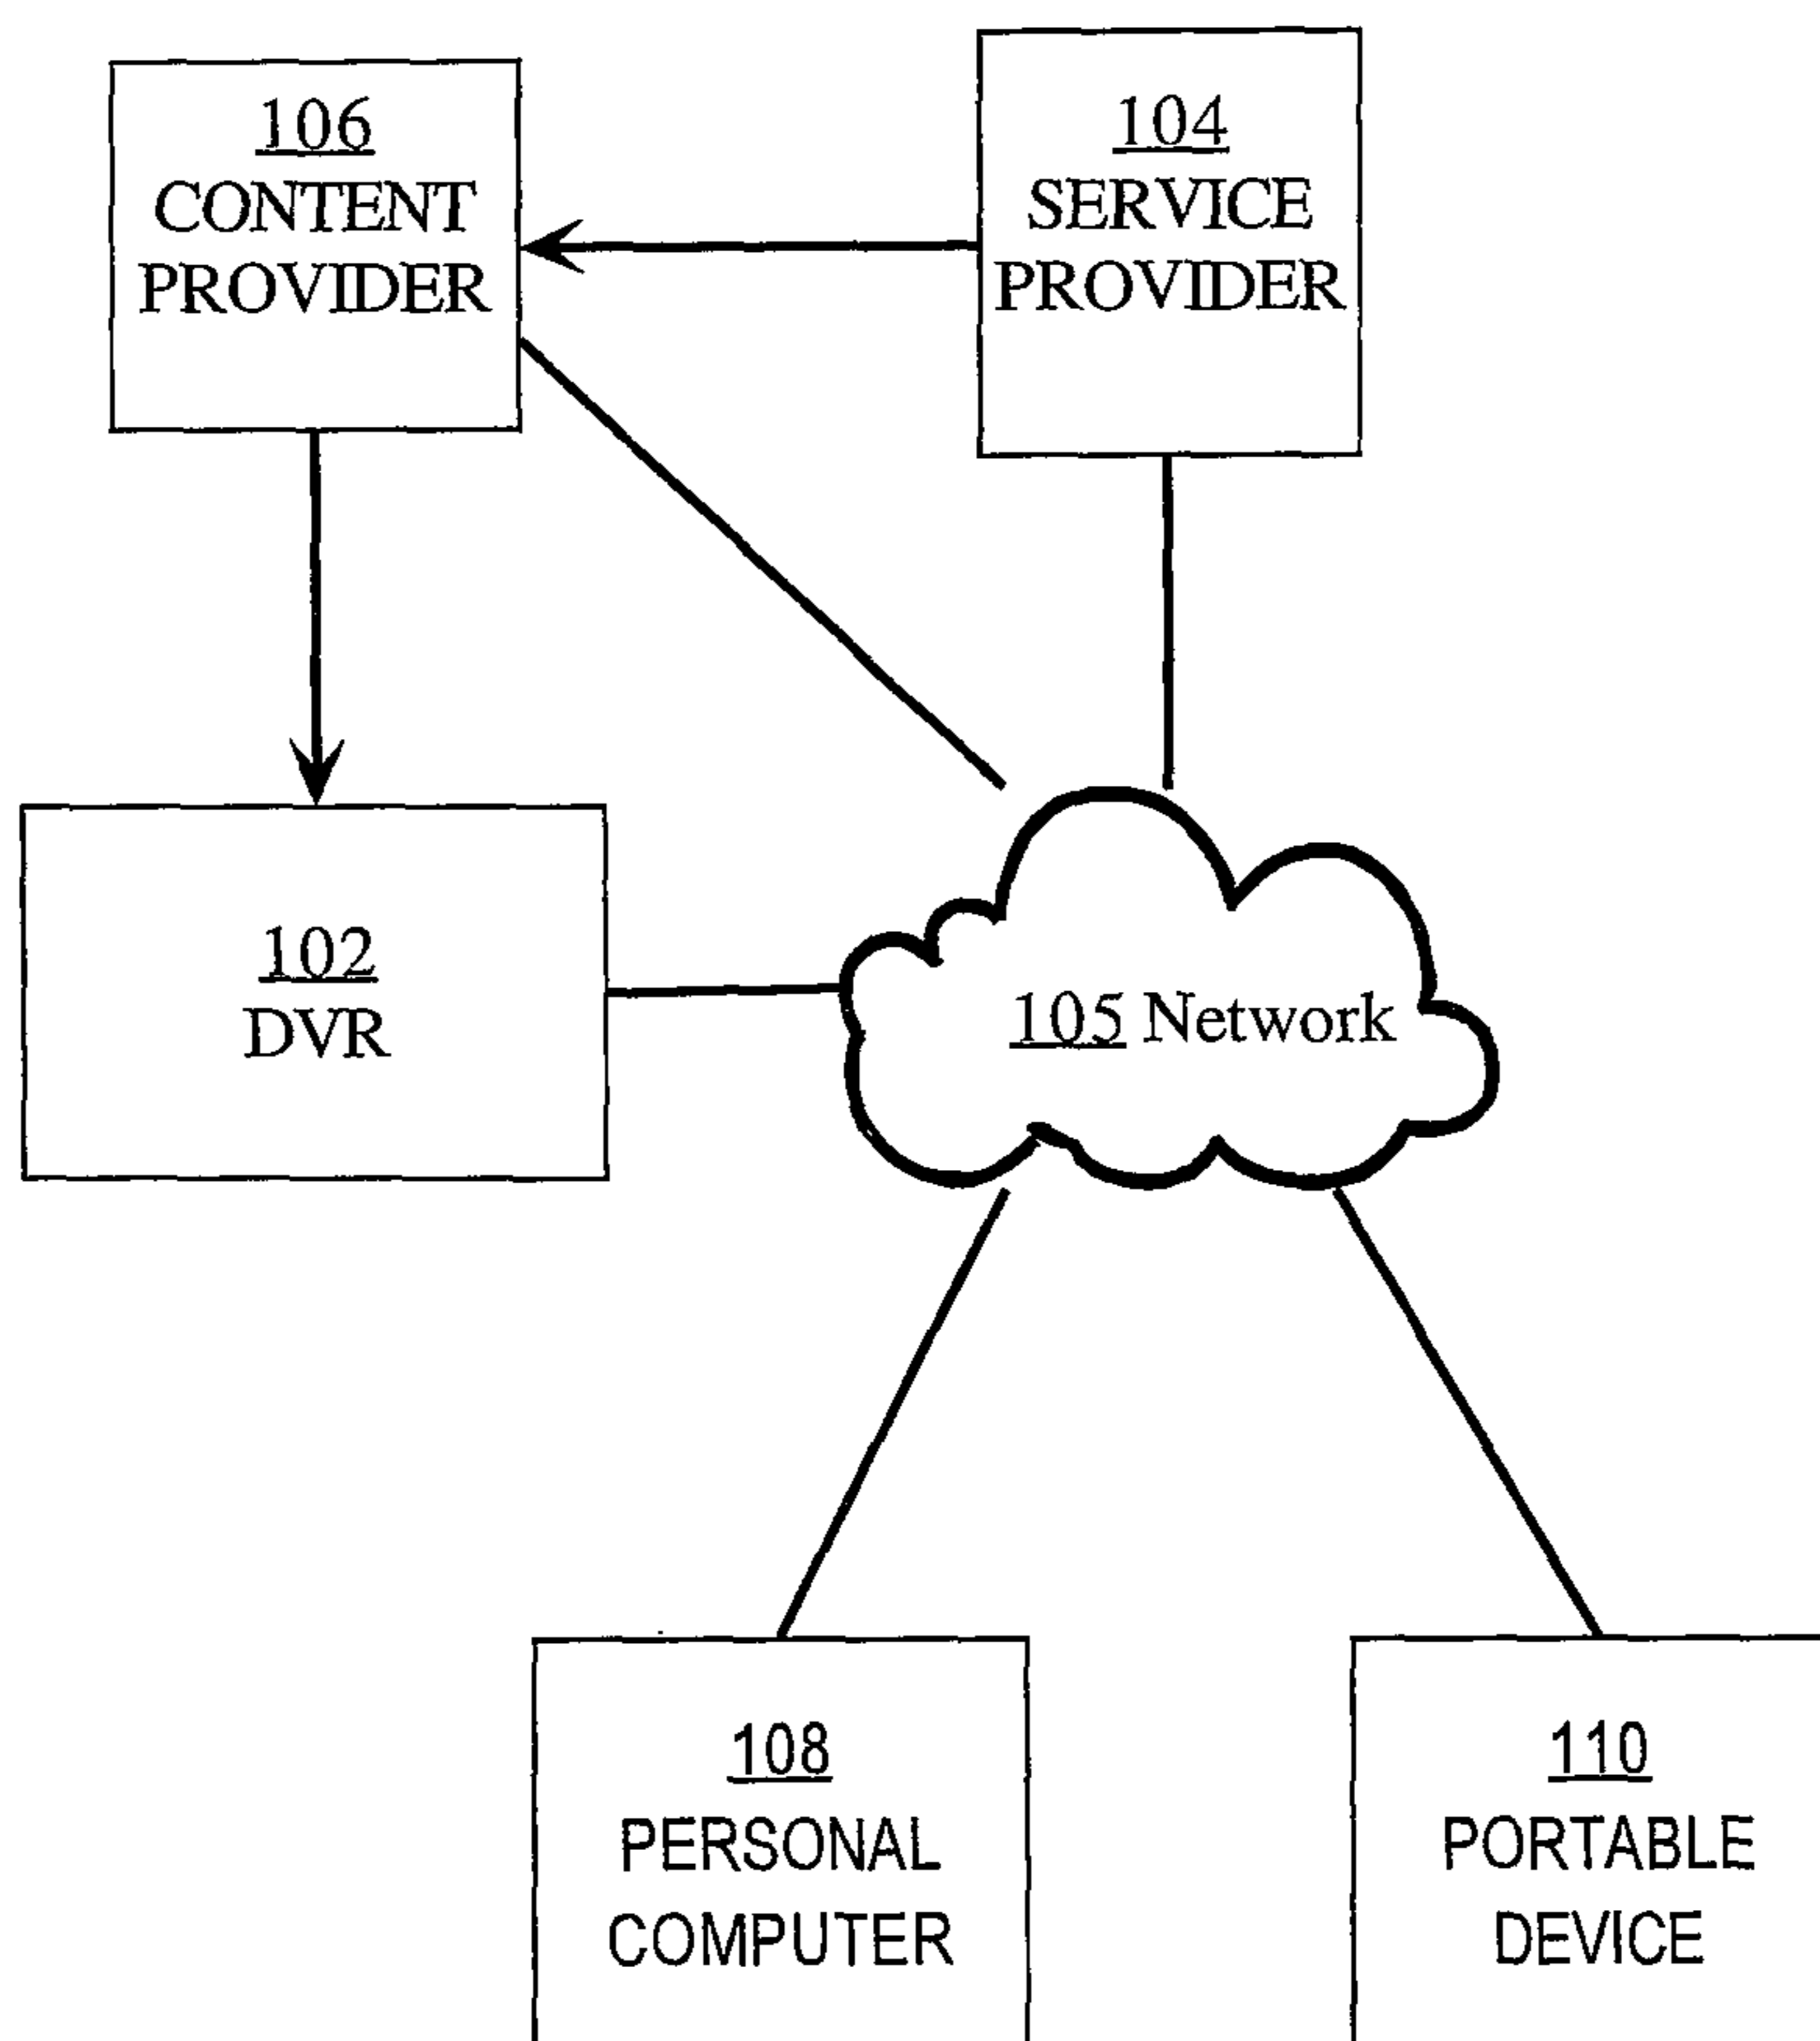 106
CONTENT
PROVIDER
104
SERVICE
PROVIDER
102
DVR
105 Network
108
PERSONAL
COMPUTER
110
PORTABLE
DEVICE